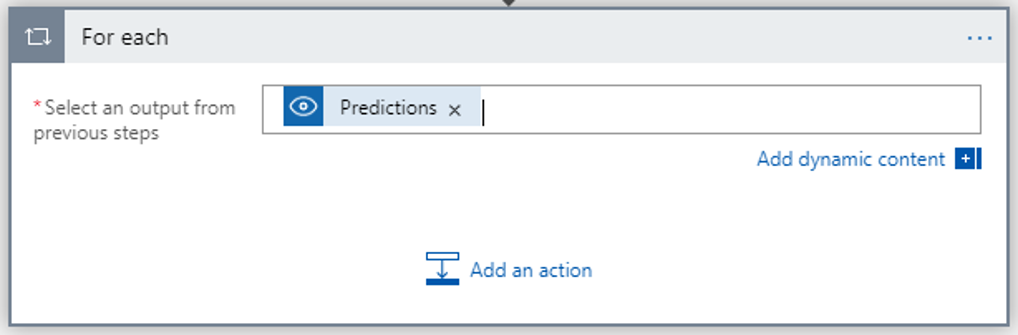 For each
...
*Select an output from
previous steps
Predictions ×
Add dynamic content +
Add an action